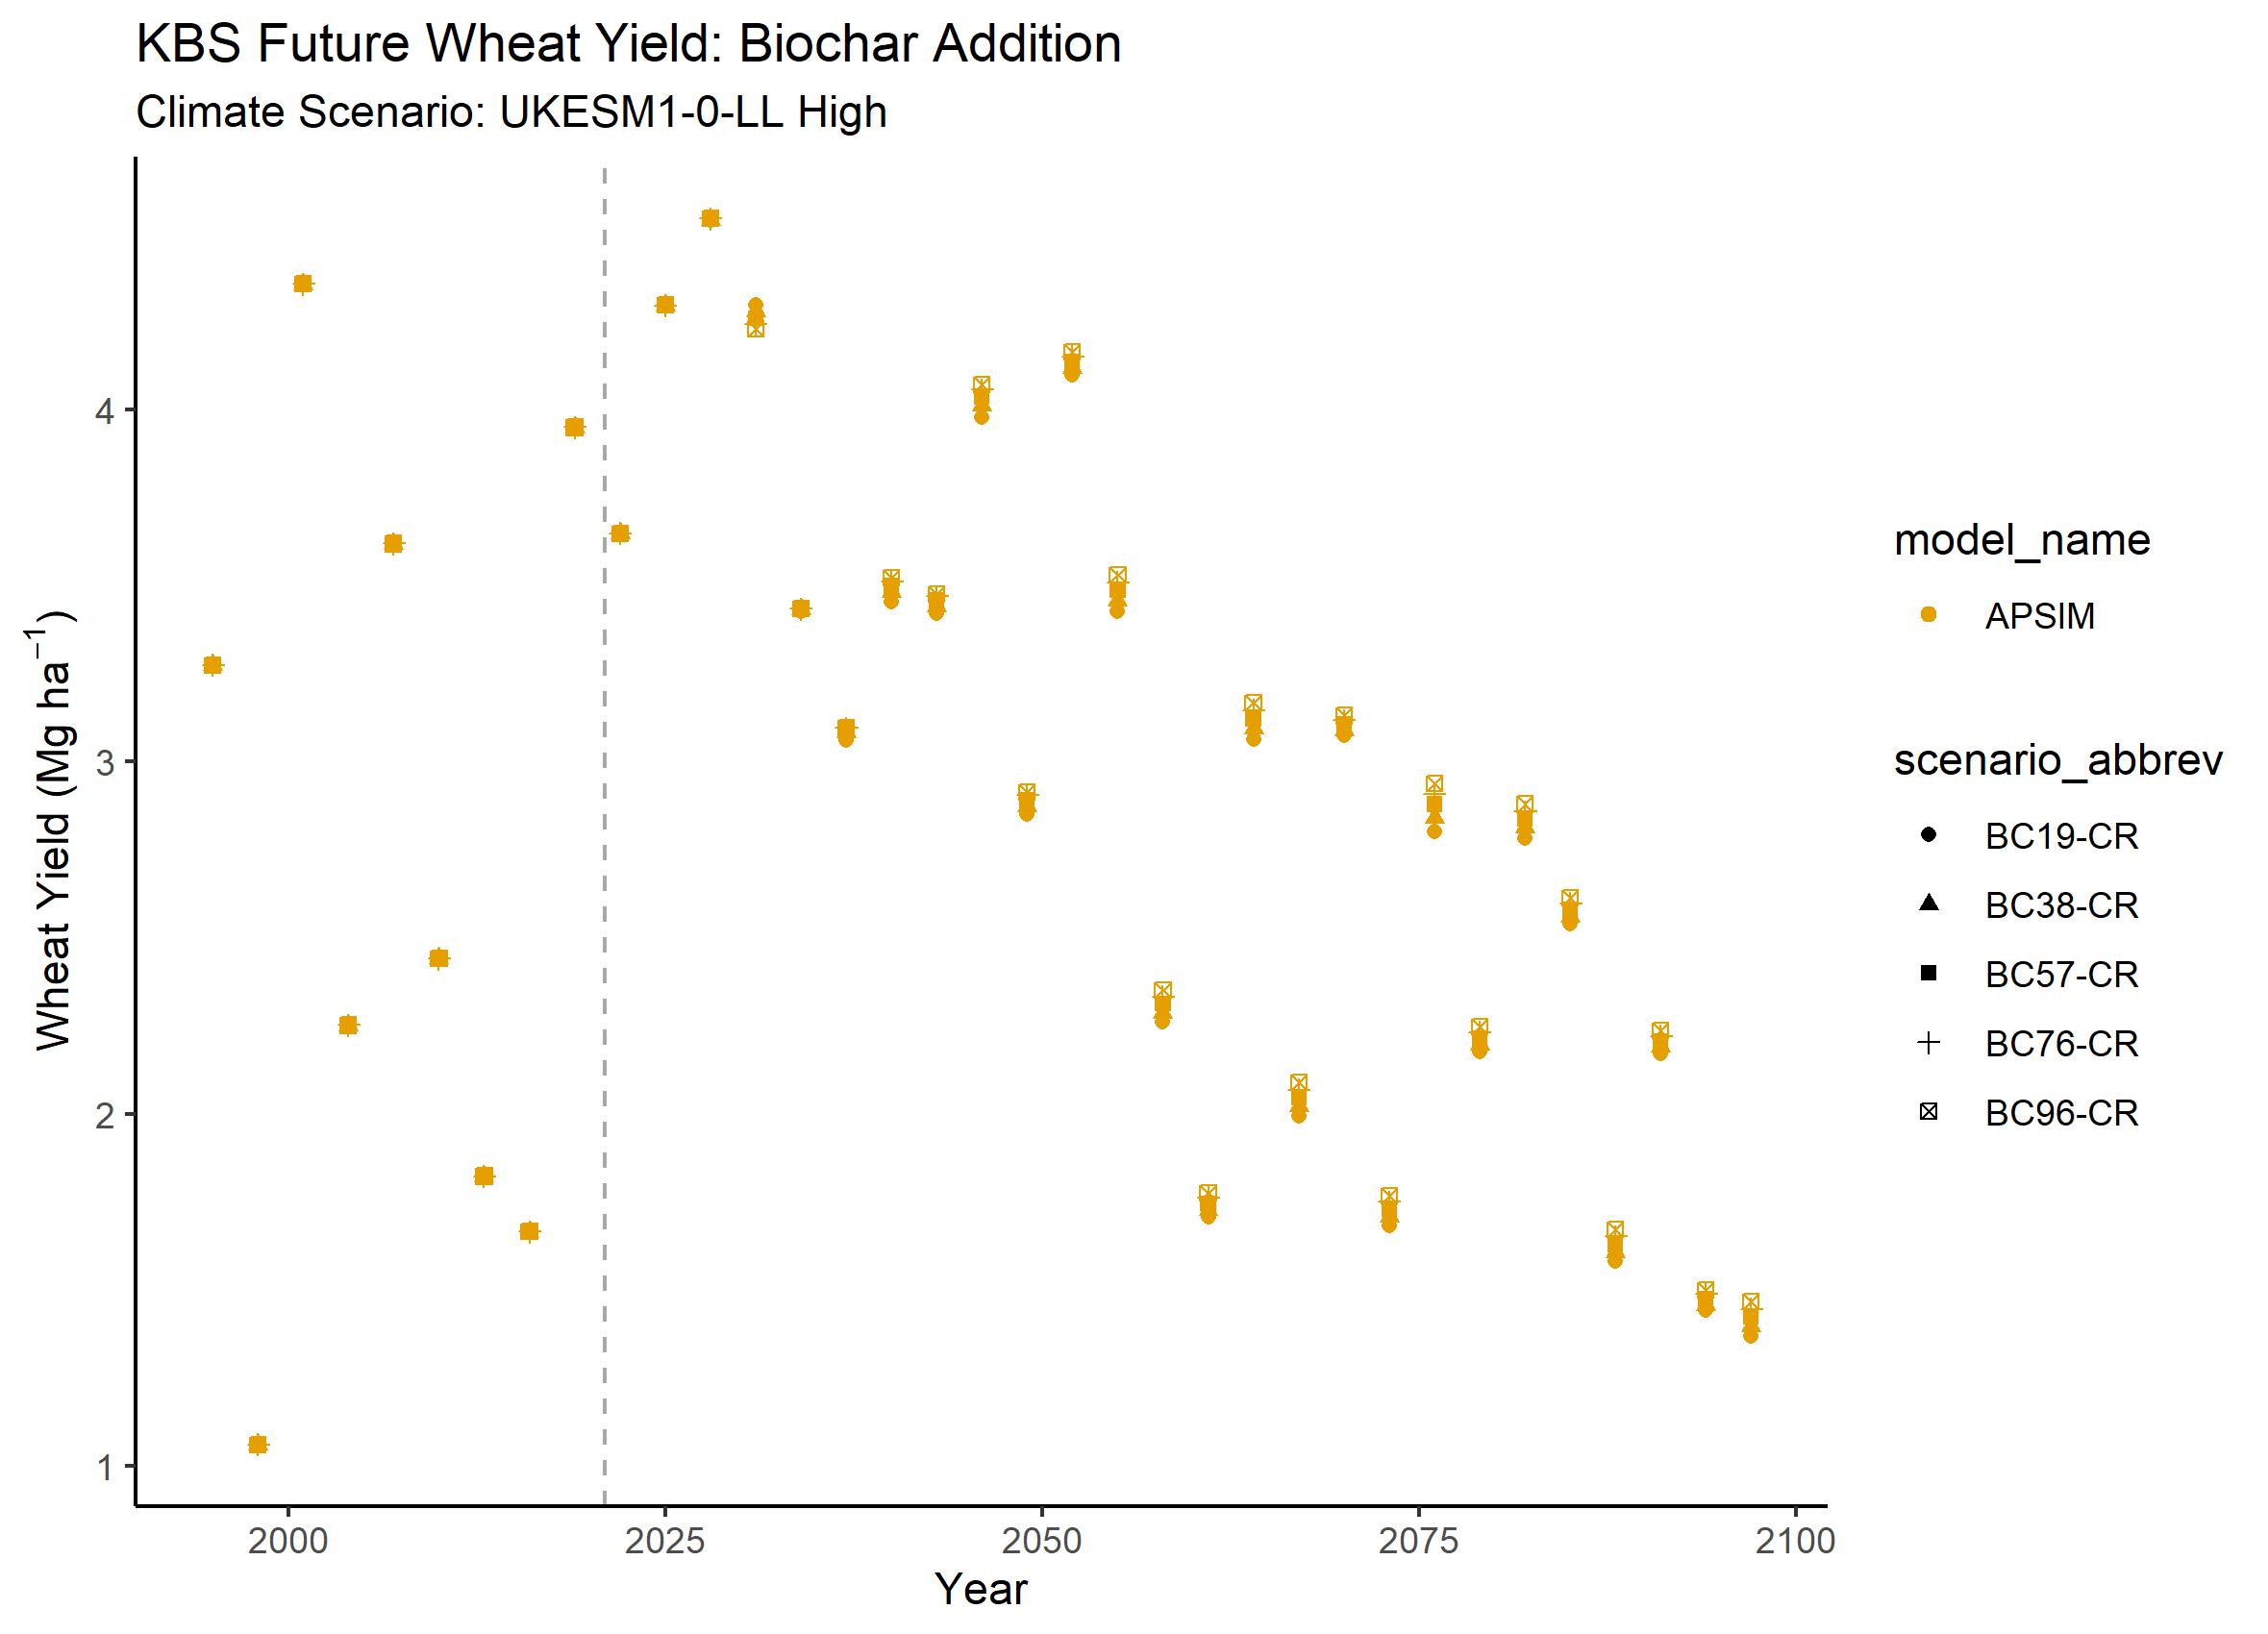 KBS Future Wheat Yield: Biochar Addition
Climate Scenario: UKESM1-0-LL High
Wheat Yield (Mg ha⁻¹)
4
3
2
1
2000 2025 2050 2075 2100
Year
model_name
APSIM
scenario_abbrev
BC19-CR
BC38-CR
BC57-CR
BC76-CR
BC96-CR